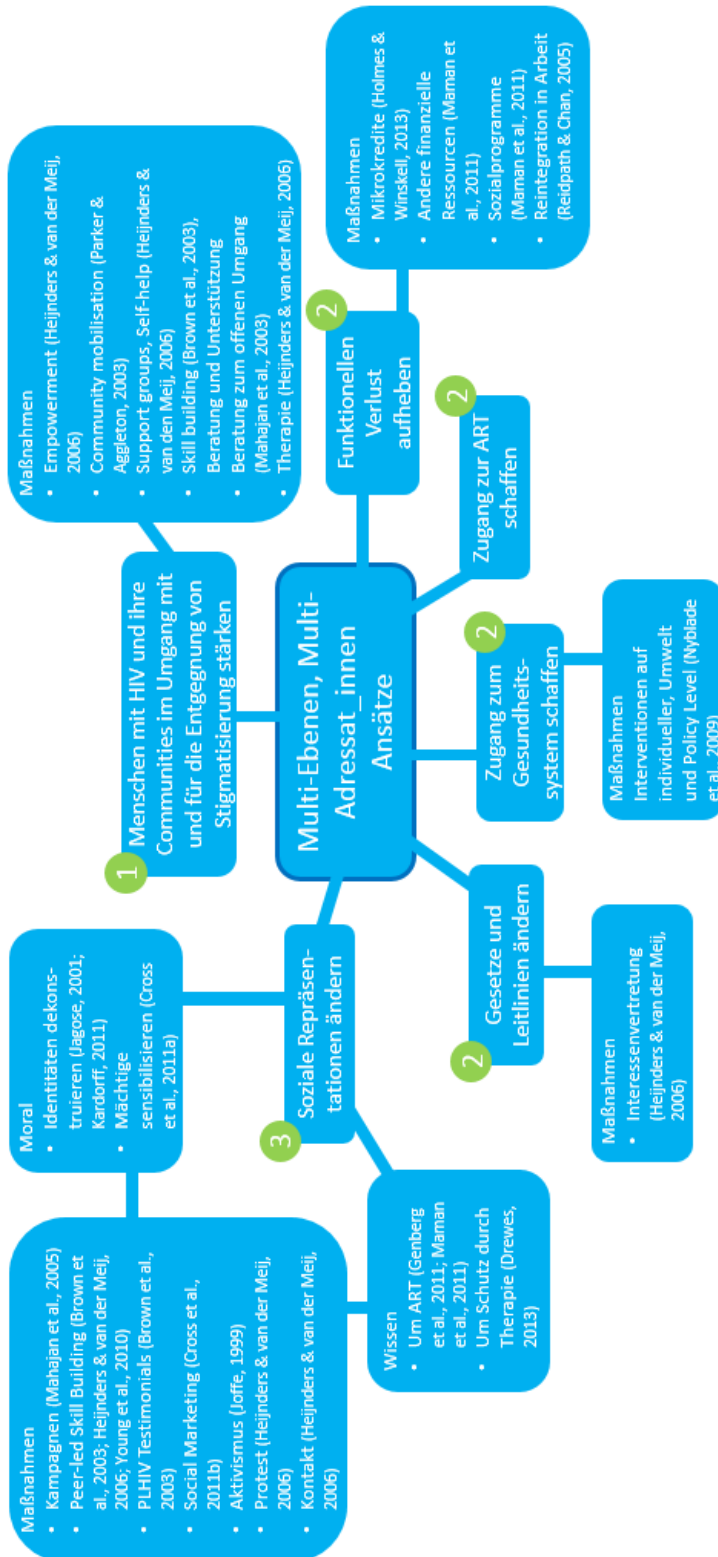 Maßnahmen
• Kampagnen (Mahajan et al., 2005)
• Peer-led Skill Building (Brown et
al., 2003; Heijnders & van der Meij,
2006; Young et al., 2010)
• PLHIV Testimonials (Brown et al.,
2003)
• Social Marketing (Cross et al.,
2011b)
• Aktivismus (Joffe, 1999)
• Protest (Heijnders & van der Meij,
2006)
• Kontakt (Heijnders & van der Meij,
2006)
Moral
• Identitäten dekons-
truieren (Jagose, 2001;
Kardorff, 2011)
• Mächtige
sensibilisieren (Cross
et al., 2011a)
Wissen
• Um ART (Genberg
et al., 2011; Maman
et al., 2011)
• Um Schutz durch
Therapie (Drewes,
2013)
3
Soziale Repräsen-
tationen ändern
1
Menschen mit HIV und ihre
Communities im Umgang mit
und für die Entgegnung von
Stigmatisierung stärken
Maßnahmen
• Empowerment (Heijnders & van der Meij,
2006)
• Community mobilisation (Parker &
Aggleton, 2003)
• Support groups, Self-help (Heijnders &
van den Meij, 2006)
• Skill building (Brown et al., 2003),
Beratung und Unterstützung
• Beratung zum offenen Umgang
(Mahajan et al., 2003)
• Therapie (Heijnders & van der Meij, 2006)
Multi-Ebenen, Multi-
Adressat_innen
Ansätze
2
Gesetze und
Leitlinien ändern
Maßnahmen
• Interessenvertretung
(Heijnders & van der Meij,
2006)
2
Zugang zum
Gesundheits-
system schaffen
Maßnahmen
Interventionen auf
individueller, Umwelt
und Policy Level (Nyblade
et al., 2009)
2
Zugang zur ART
schaffen
2
Funktionellen
Verlust
aufheben
Maßnahmen
• Mikrokredite (Holmes &
Winskell, 2013)
• Andere finanzielle
Ressourcen (Maman et
al., 2011)
• Sozialprogramme
(Maman et al., 2011)
• Reintegration in Arbeit
(Reidpath & Chan, 2005)